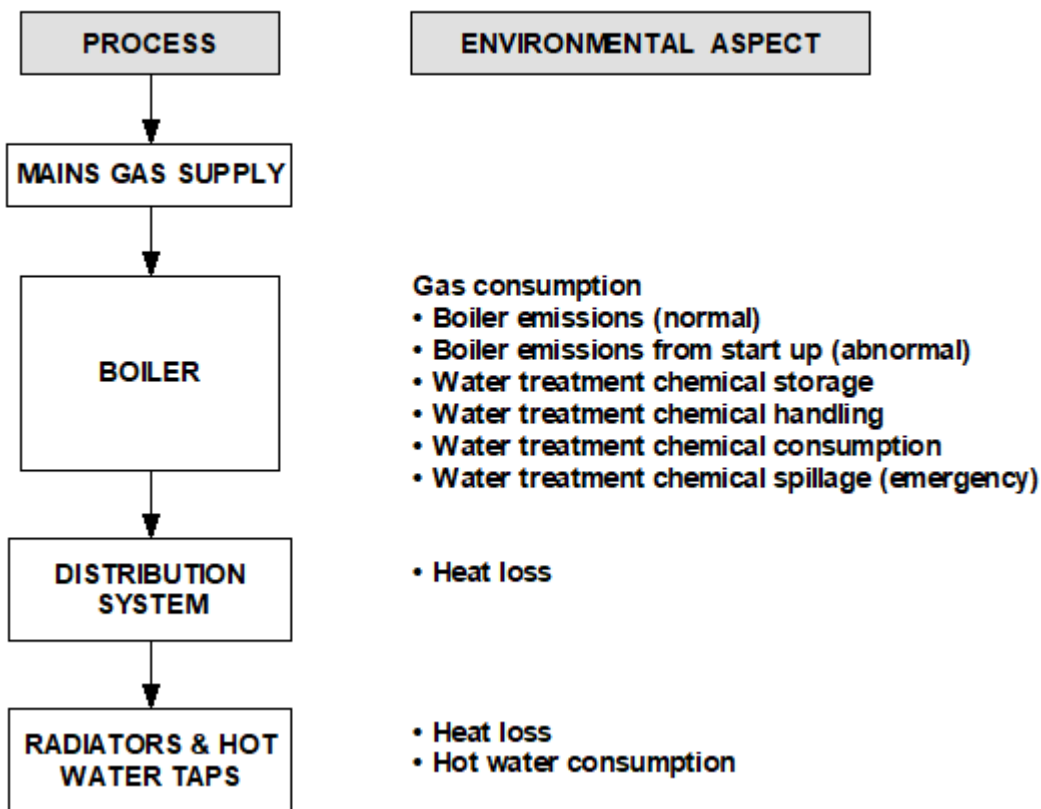 PROCESS
ENVIRONMENTAL ASPECT
MAINS GAS SUPPLY
BOILER
Gas consumption
• Boiler emissions (normal)
• Boiler emissions from start up (abnormal)
• Water treatment chemical storage
• Water treatment chemical handling
• Water treatment chemical consumption
• Water treatment chemical spillage (emergency)
DISTRIBUTION
SYSTEM
• Heat loss
RADIATORS & HOT
WATER TAPS
• Heat loss
• Hot water consumption